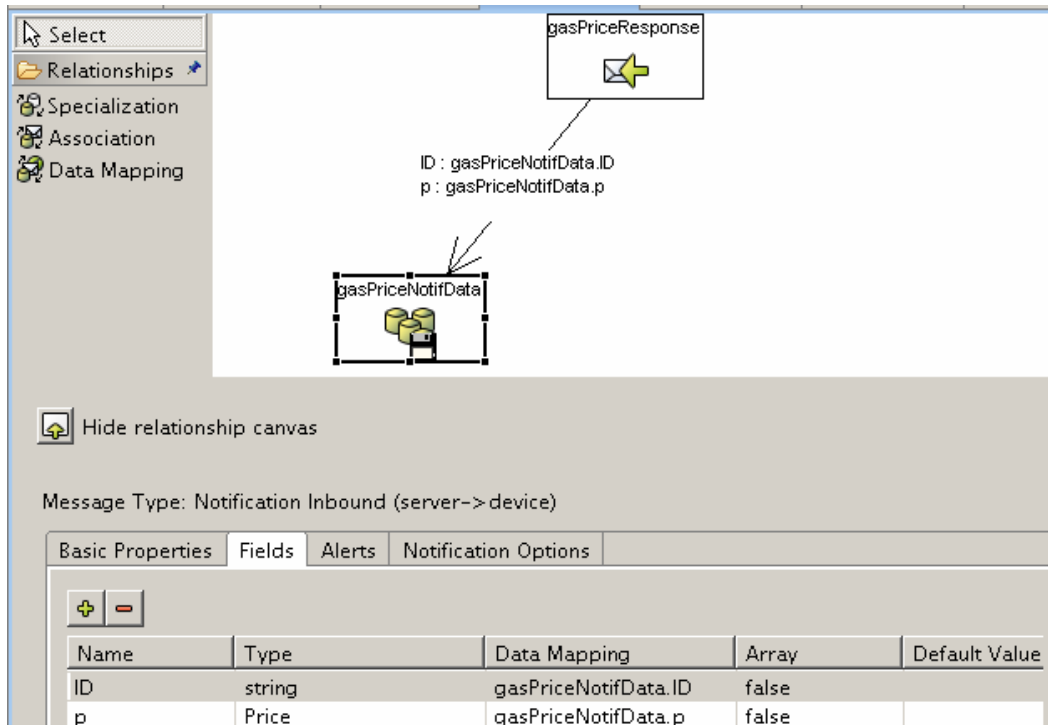 Select
Relationships
Specialization
Association
Data Mapping
gasPriceResponse
ID : gasPriceNotifData.ID
p : gasPriceNotifData.p
gasPriceNotifData
Hide relationship canvas
Message Type: Notification Inbound (server->device)
Basic Properties Fields Alerts Notification Options
Name Type Data Mapping Array Default Value
ID string gasPriceNotifData.ID false
p Price gasPriceNotifData.p false